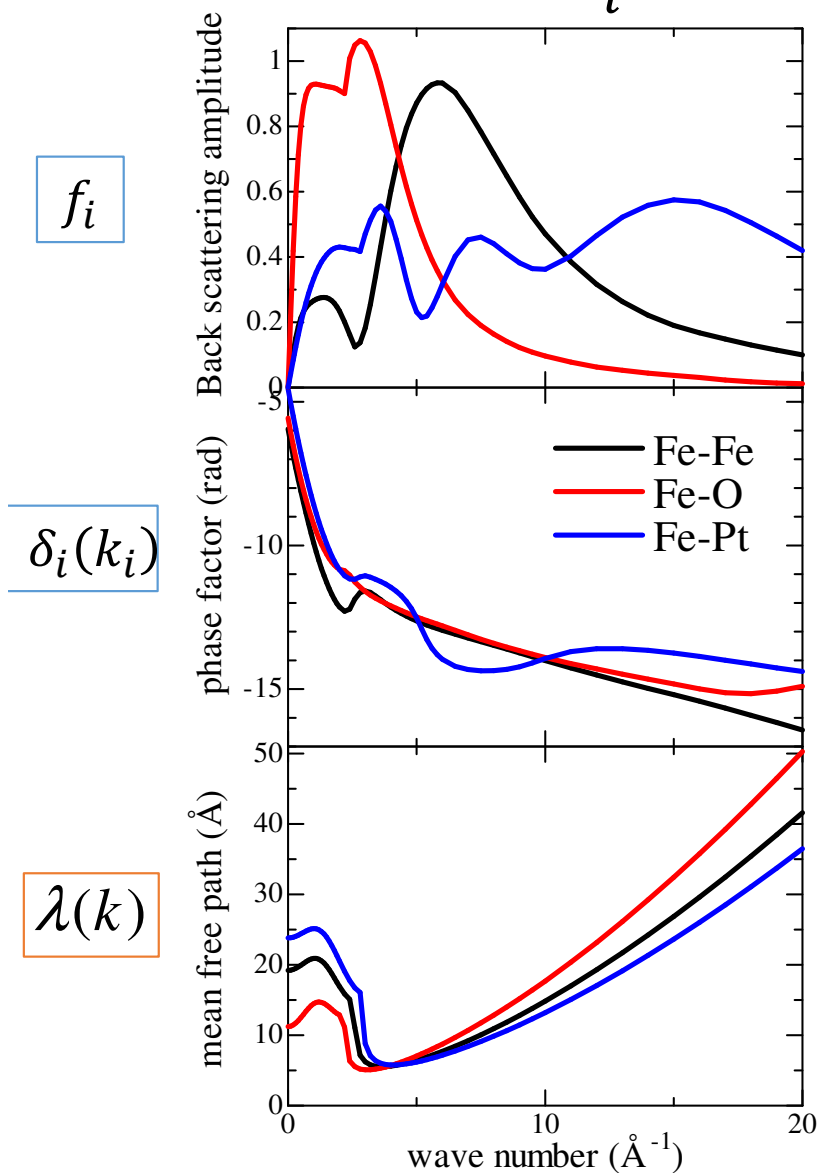 i
Back scattering amplitude
1
0.8
0.6
0.4
0.2
0
f_i
phase factor (rad)
-5
-10
-15
δ_i(k_i)
Fe-Fe
Fe-O
Fe-Pt
mean free path (Å)
50
40
30
20
10
0
λ(k)
0
10
20
wave number (Å⁻¹)